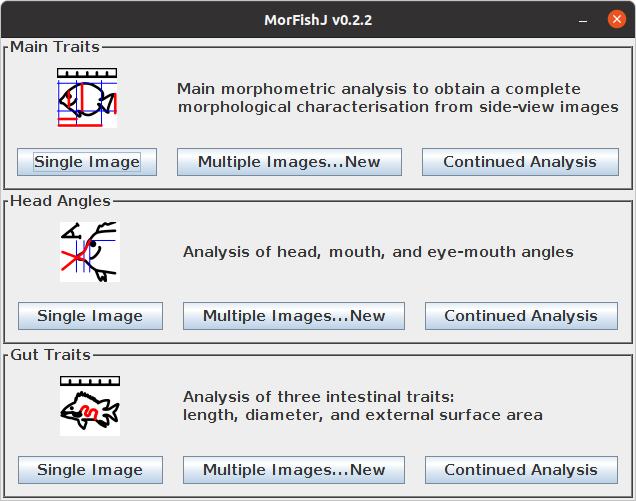 MorFishJ v0.2.2
Main Traits
Main morphometric analysis to obtain a complete
morphological characterisation from side-view images
Single Image
Multiple Images...New
Continued Analysis
Head Angles
Analysis of head, mouth, and eye-mouth angles
Single Image
Multiple Images...New
Continued Analysis
Gut Traits
Analysis of three intestinal traits:
length, diameter, and external surface area
Single Image
Multiple Images...New
Continued Analysis